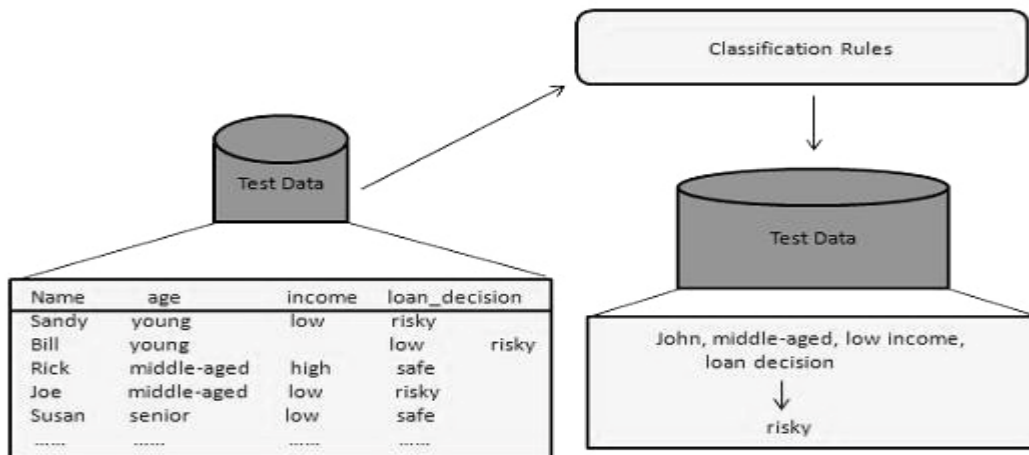 Classification Rules
Test Data
Name age income loan_decision
Sandy young low risky
Bill young low risky
Rick middle-aged high safe
Joe middle-aged low risky
Susan senior low safe
...... ...... ...... ......
Test Data
John, middle-aged, low income,
loan decision
risky